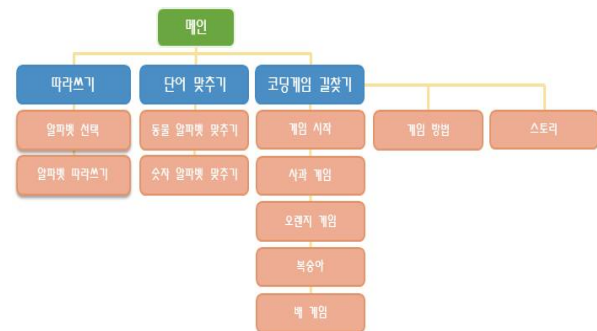 메인
따라쓰기
단어 맞추기
코딩게임 길찾기
알파벳 선택
동물 알파벳 맞추기
게임 시작
게임 방법
스토리
알파벳 따라쓰기
숫자 알파벳 맞추기
사과 게임
오렌지 게임
복숭아
배 게임